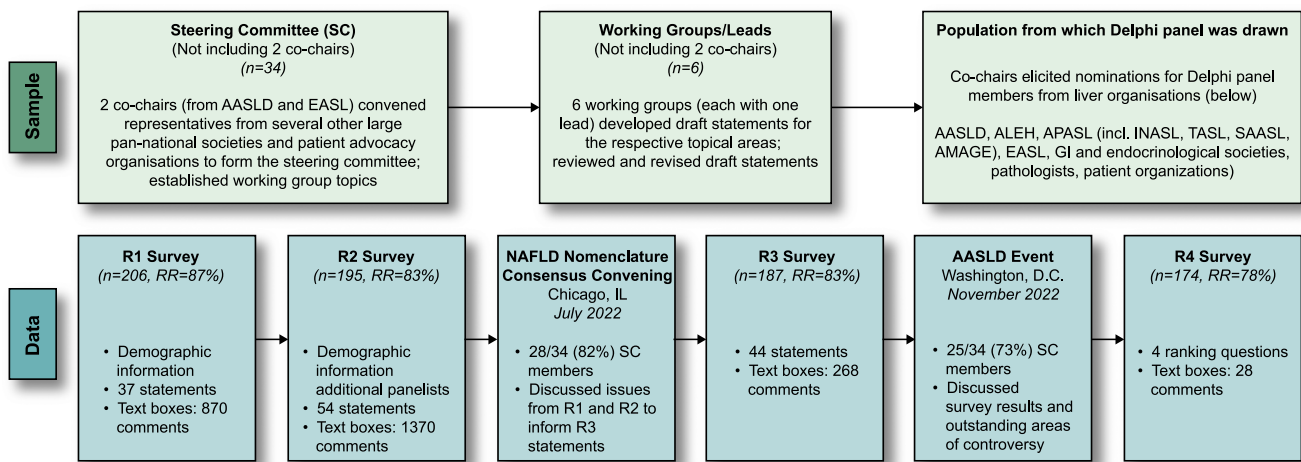 Sample
Steering Committee (SC)
(Not including 2 co-chairs)
(n=34)
2 co-chairs (from AASLD and EASL) convened
representatives from several other large
pan-national societies and patient advocacy
organisations to form the steering committee;
established working group topics
Working Groups/Leads
(Not including 2
co-chairs)
(n=6)
6 working groups (each with one
lead) developed draft statements for
the respective topical areas;
reviewed and revised draft statements
Population from which Delphi panel was drawn
Co-chairs elicited nominations for Delphi panel
members from liver organisations (below)
AASLD, ALEH, APASL (incl. INASL, TASL, SAASL,
AMAGE), EASL, GI and endocrinological societies,
pathologists, patient organizations)
Data
R1 Survey
(n=206, RR=87%)
• Demographic
information
• 37 statements
• Text boxes: 870
comments
R2 Survey
(n=195, RR=83%)
• Demographic
information
additional panelists
• 54 statements
• Text boxes: 1370
comments
NAFLD Nomenclature
Consensus Convening
Chicago, IL
July 2022
• 28/34 (82%) SC
members
• Discussed issues
from R1 and R2 to
inform R3
statements
R3 Survey
(n=187, RR=83%)
• 44 statements
• Text boxes: 268
comments
AASLD Event
Washington, D.C.
November 2022
• 25/34 (73%) SC
members
• Discussed
survey results and
outstanding areas
of controversy
R4 Survey
(n=174, RR=78%)
• 4 ranking questions
• Text boxes: 28
comments